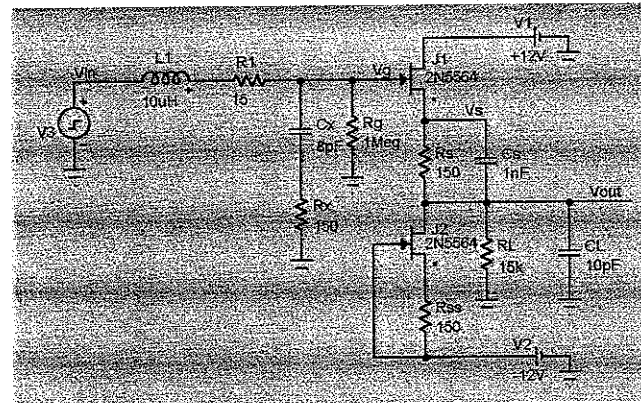 V1
+12V
L1
10uH
R1
15
Vin
V3
Vg
J1
2N5564
Vs
Cx
8pF
Rg
1Meg
Rs
150
Cs
1nF
Vout
Rx
150
J2
2N5564
RL
15k
CL
10pF
Rss
150
V2
-12V